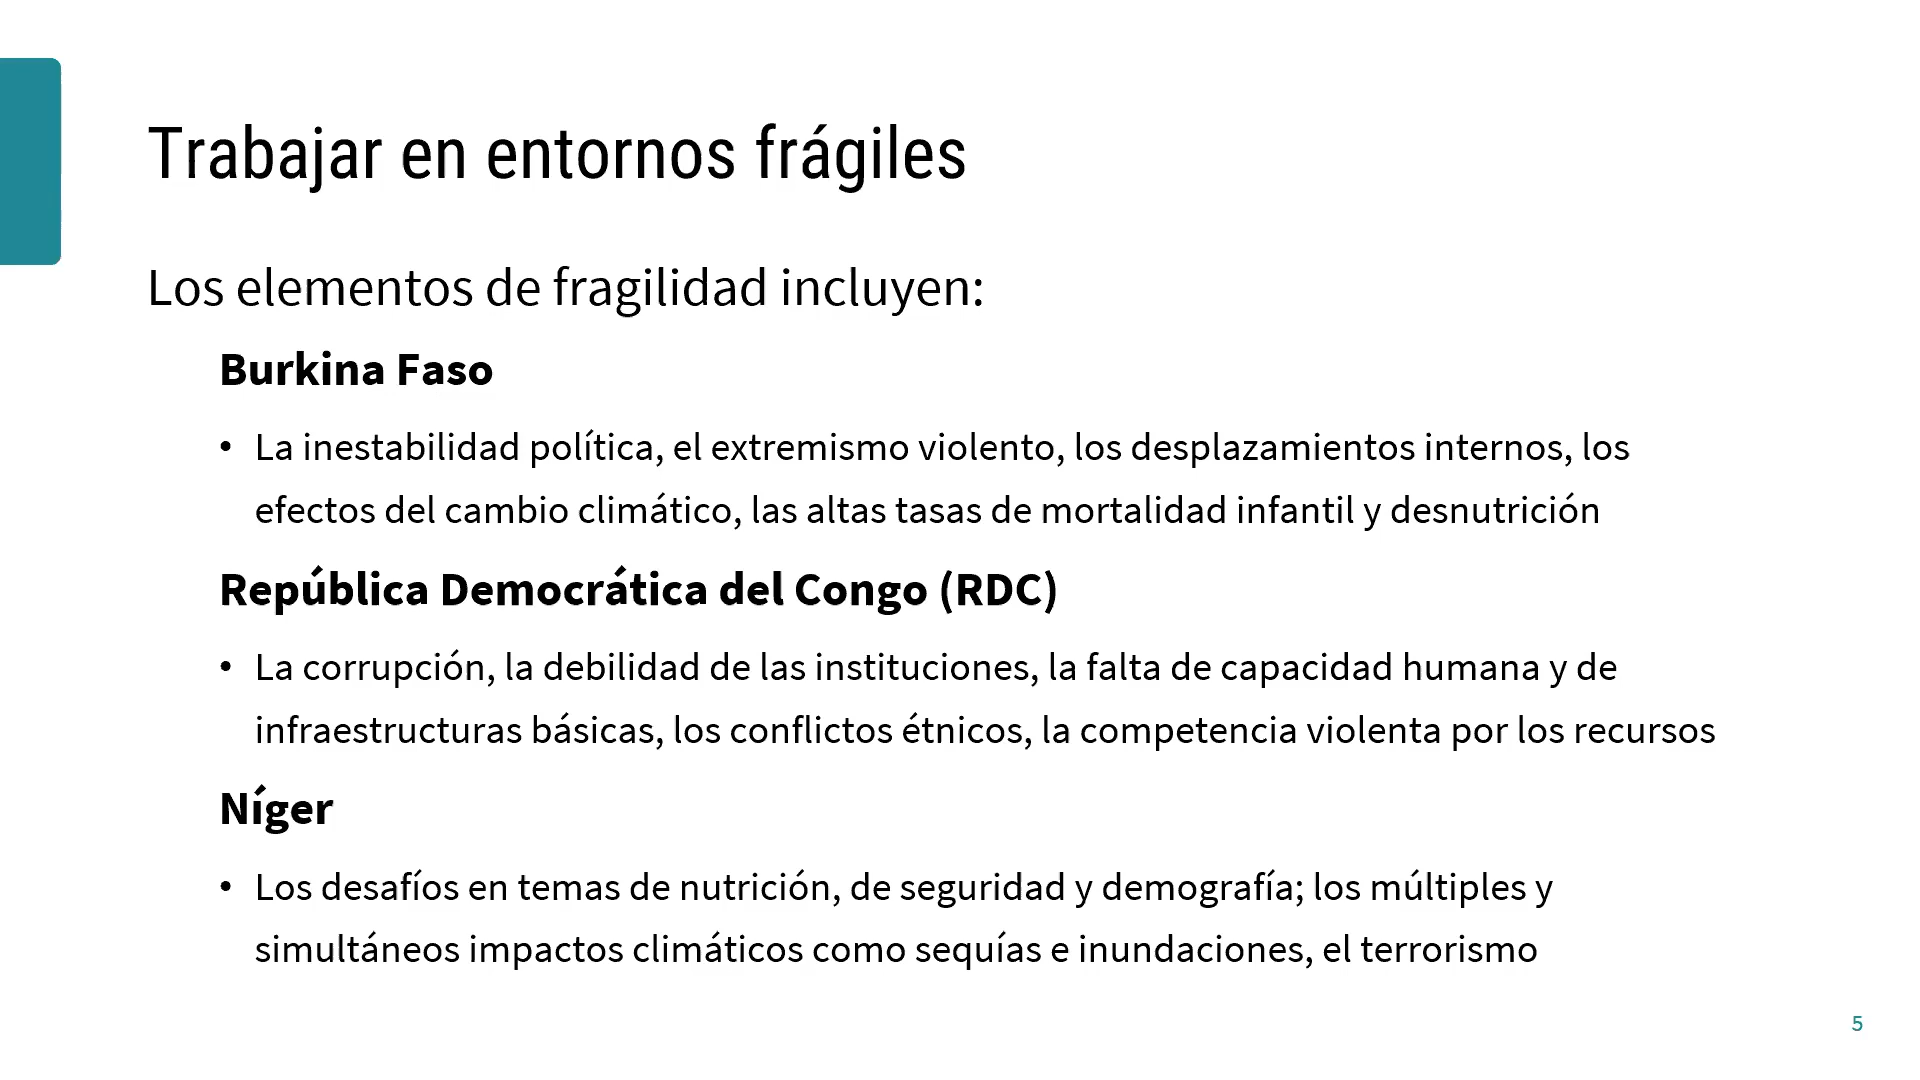 Trabajar en entornos frágiles
Los elementos de fragilidad incluyen:
Burkina Faso
• La inestabilidad política, el extremismo violento, los desplazamientos internos, los
efectos del cambio climático, las altas tasas de mortalidad infantil y desnutrición
República Democrática del Congo (RDC)
• La corrupción, la debilidad de las instituciones, la falta de capacidad humana y de
infraestructuras básicas, los conflictos étnicos, la competencia violenta por los recursos
Níger
• Los desafíos en temas de nutrición, de seguridad y demografía; los múltiples y
simultáneos impactos climáticos como sequías e inundaciones, el terrorismo
5